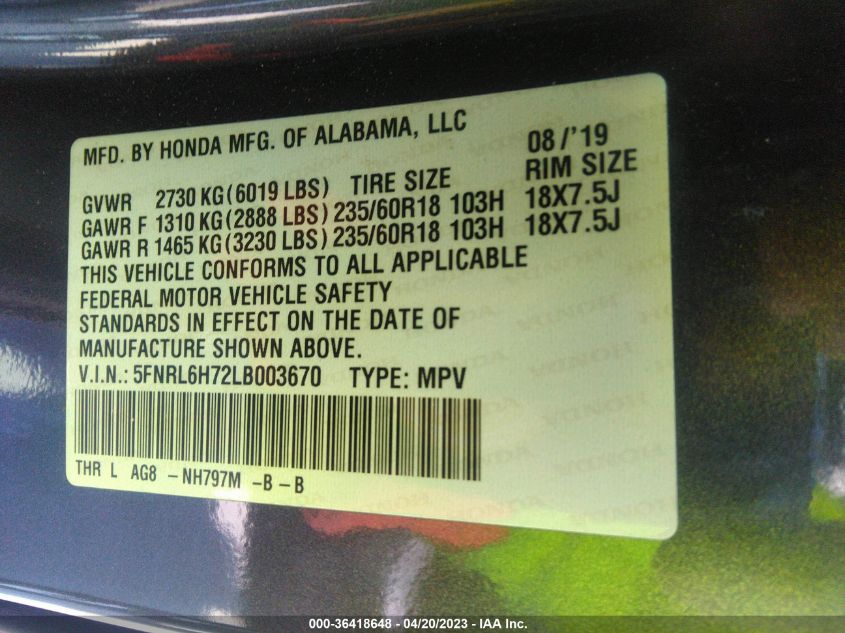 MFD. BY HONDA MFG. OF ALABAMA, LLC 08/'19
GVWR 2730 KG(6019 LBS) TIRE SIZE RIM SIZE
GAWR F 1310 KG(2888 LBS) 235/60R18 103H 18X7.5J
GAWR R 1465 KG(3230 LBS) 235/60R18 103H 18X7.5J
THIS VEHICLE CONFORMS TO ALL APPLICABLE
FEDERAL MOTOR VEHICLE SAFETY
STANDARDS IN EFFECT ON THE DATE OF
MANUFACTURE SHOWN ABOVE.
V.I.N.: 5FNRL6H72LB003670 TYPE: MPV
THR L AG8 -NH797M -B-B
000-36418648 - 04/20/2023 - IAA Inc.